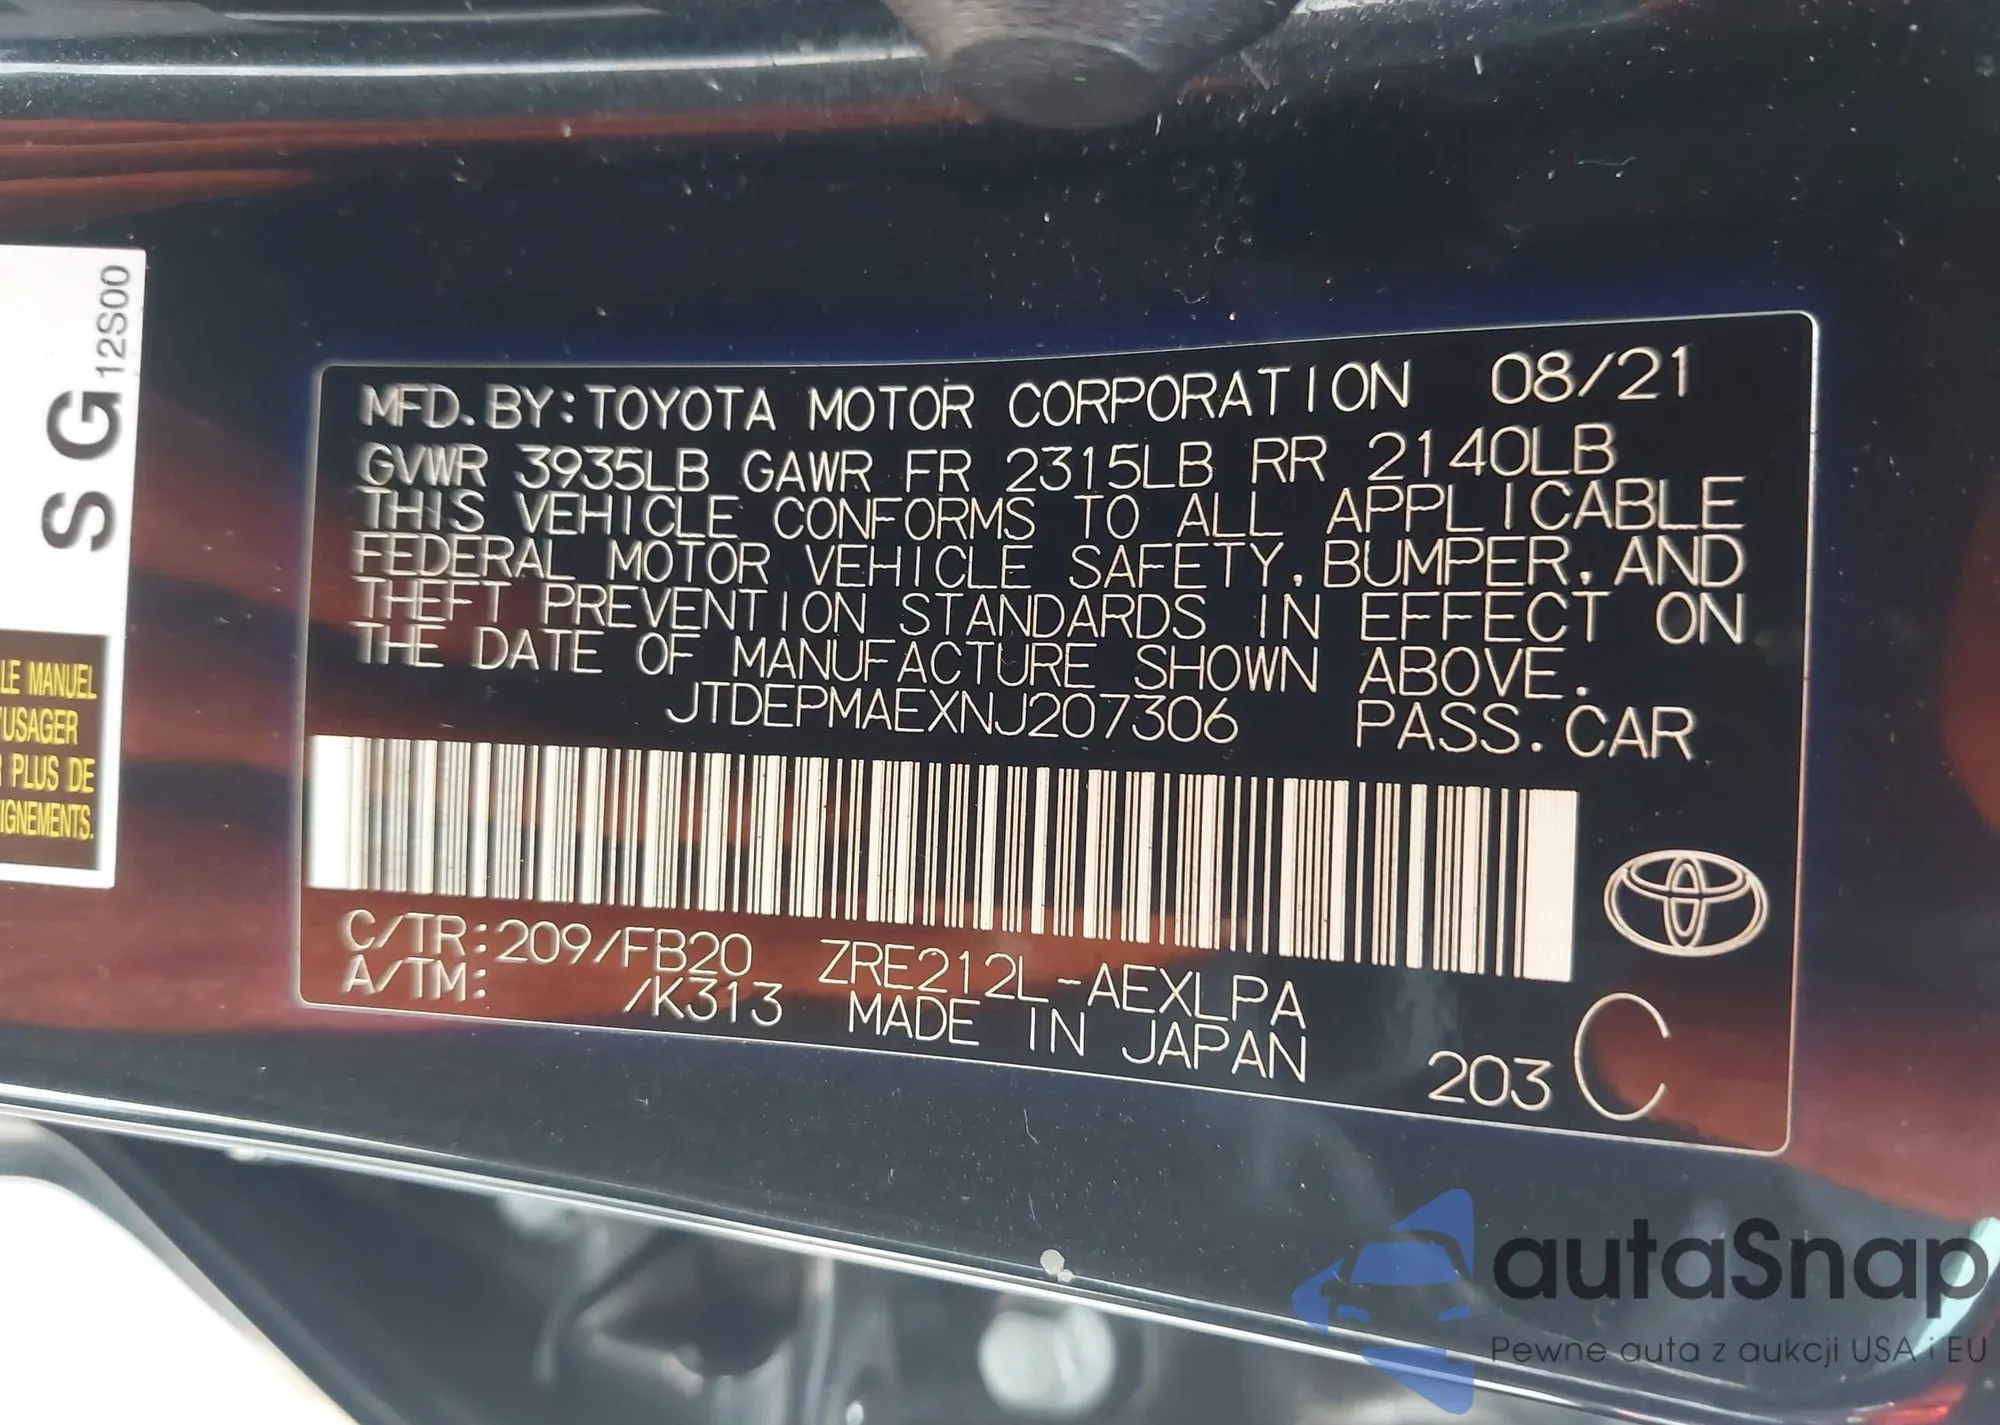 MFD. BY: TOYOTA MOTOR CORPORATION 08/21
GVWR 3935LB GAWR FR 2315LB RR 2140LB
THIS VEHICLE CONFORMS TO ALL APPLICABLE
FEDERAL MOTOR VEHICLE SAFETY, BUMPER, AND
THEFT PREVENTION STANDARDS IN EFFECT ON
THE DATE OF MANUFACTURE SHOWN ABOVE.
JTDEPMAEXNJ207306 PASS. CAR
C/TR: 209/FB20 ZRE212L-AEXLPA
A/TM: /K313 MADE IN JAPAN
203 C
SG
12S00
LE MANUEL
'USAGER
PLUS DE
IGNEMENTS.
autaSnap
Pewne auta z aukcji USA i EU